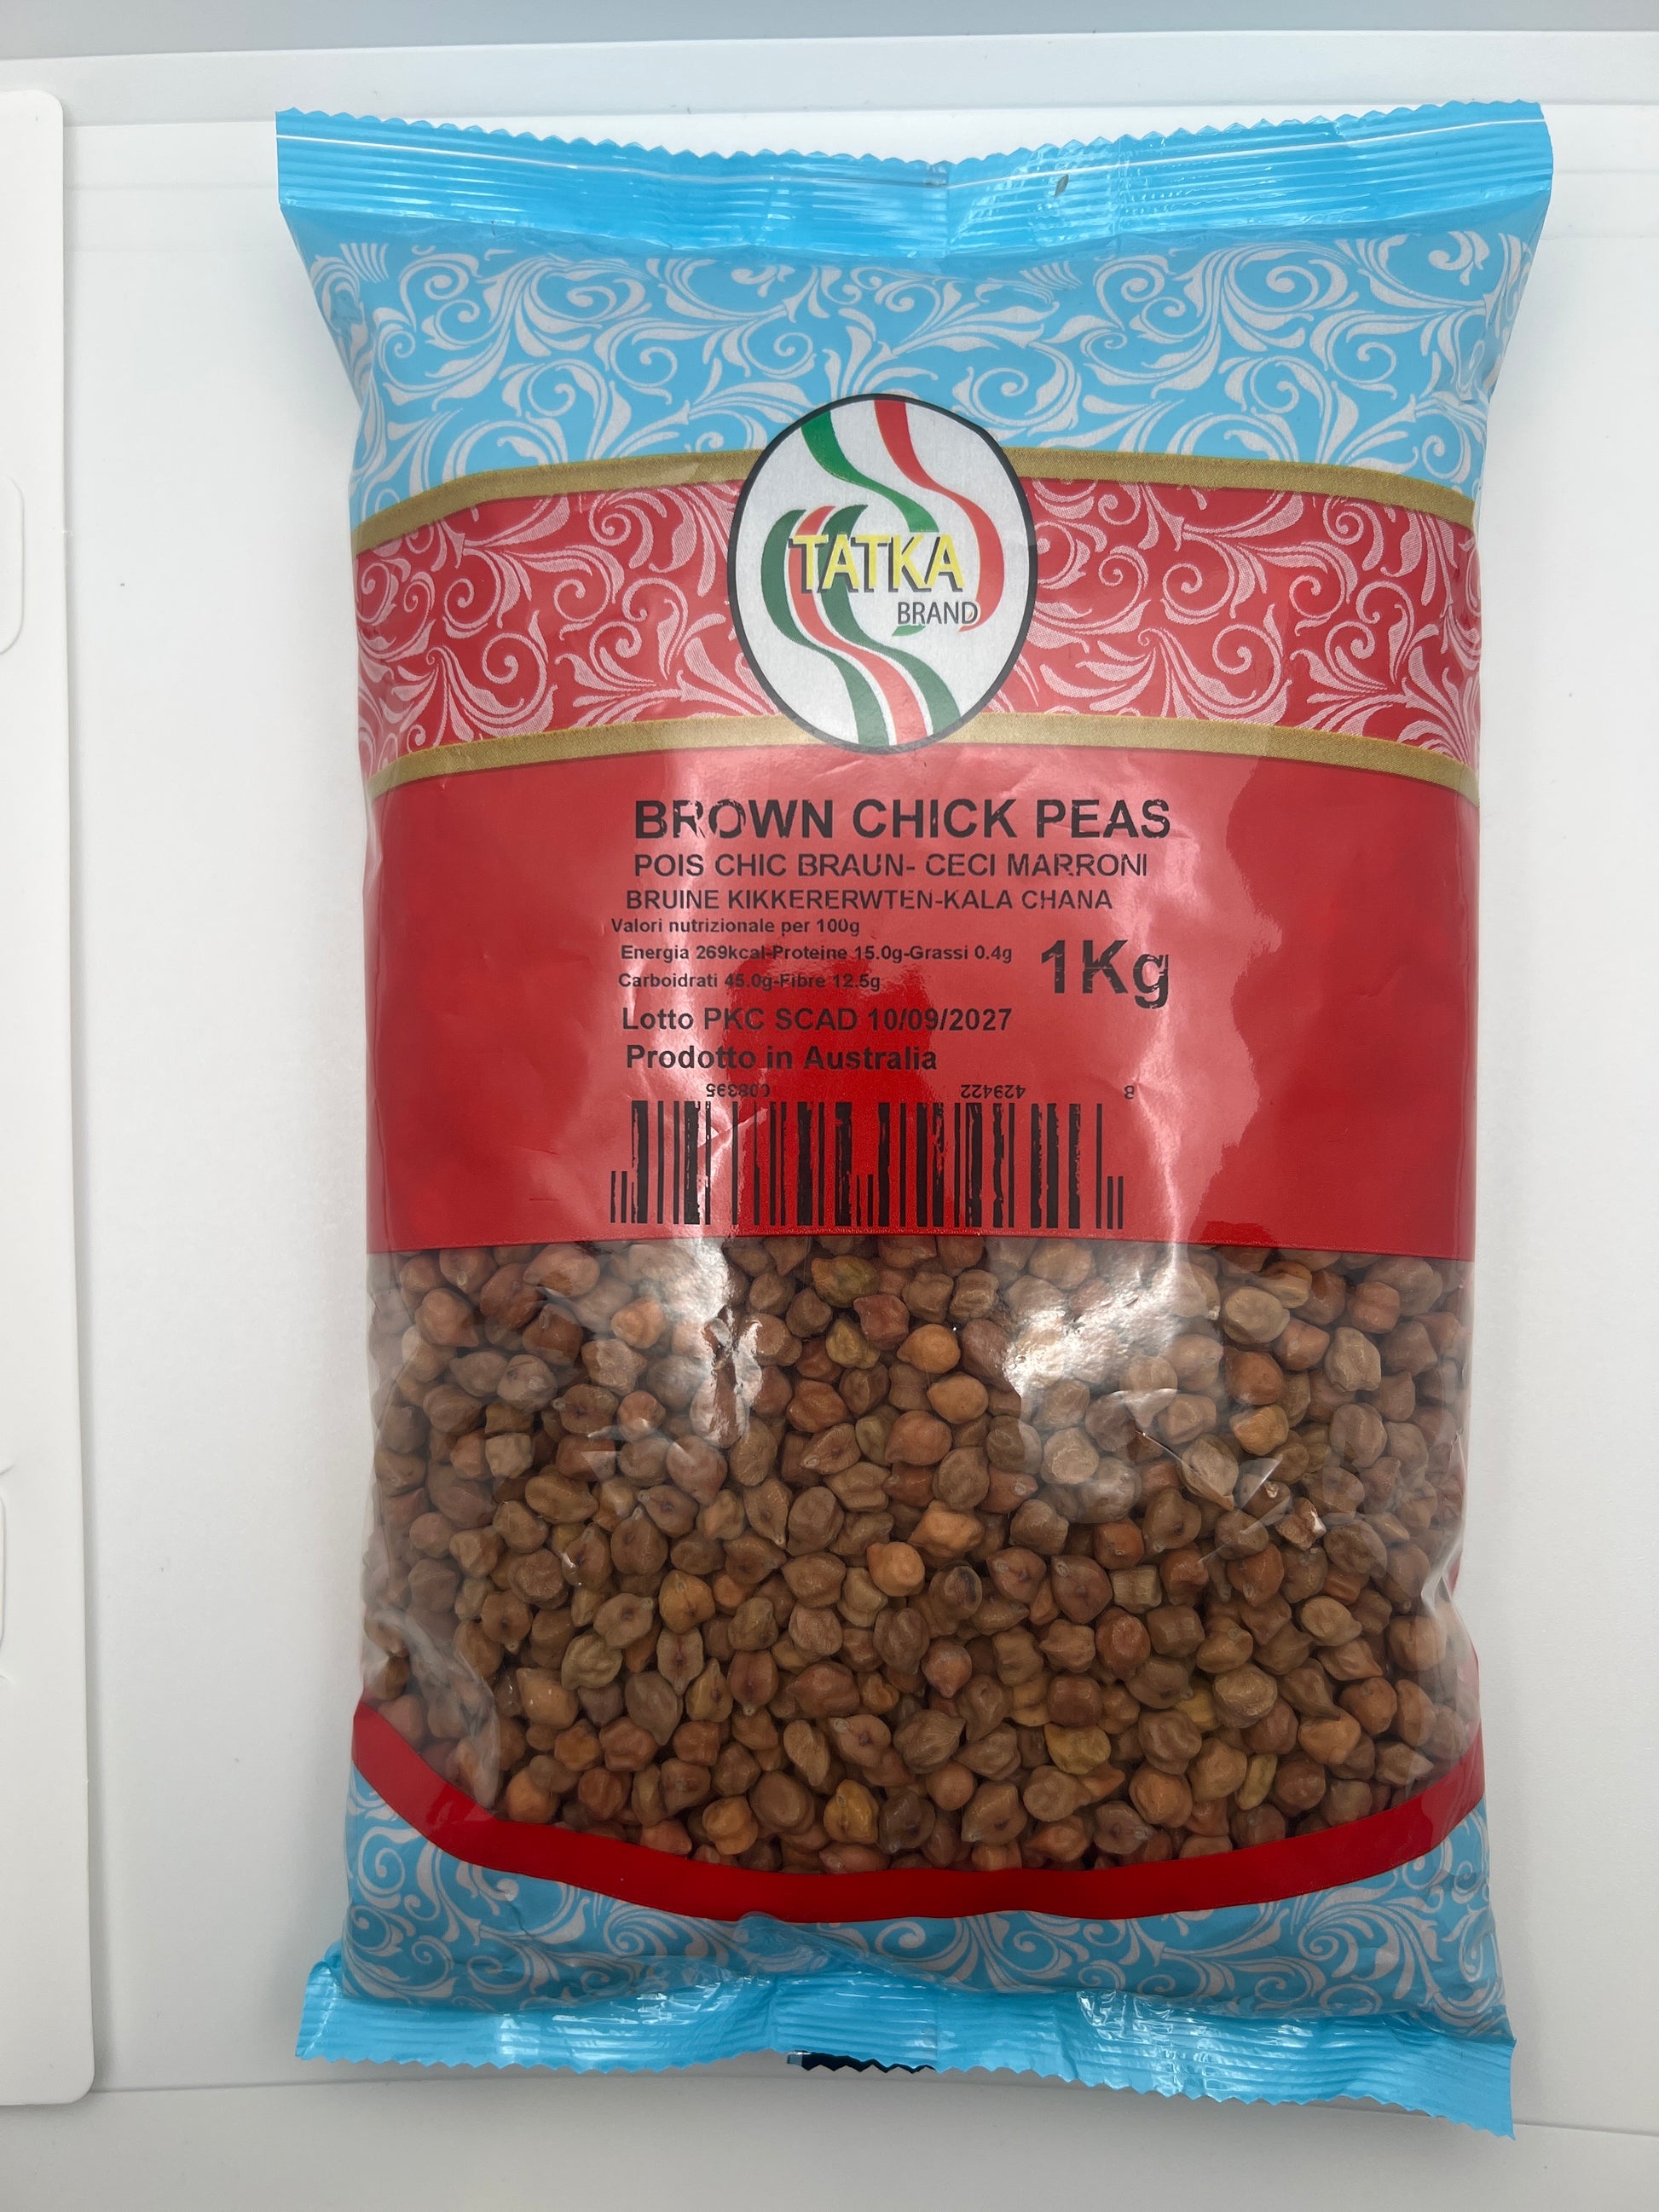 TATKA
BRAND
BROWN CHICK PEAS
POIS CHIC BRAUN- CECI MARRONI
BRUINE KIKKERERWTEN-KALA CHANA
Valori nutrizionale per 100g
Energia 269kcal-Proteine 15.0g-Grassi 0.4g
Carboidrati 45.0g-Fibre 12.5g
1Kg
Lotto PKC SCAD 10/09/2027
Prodotto in Australia
8 429422 008395